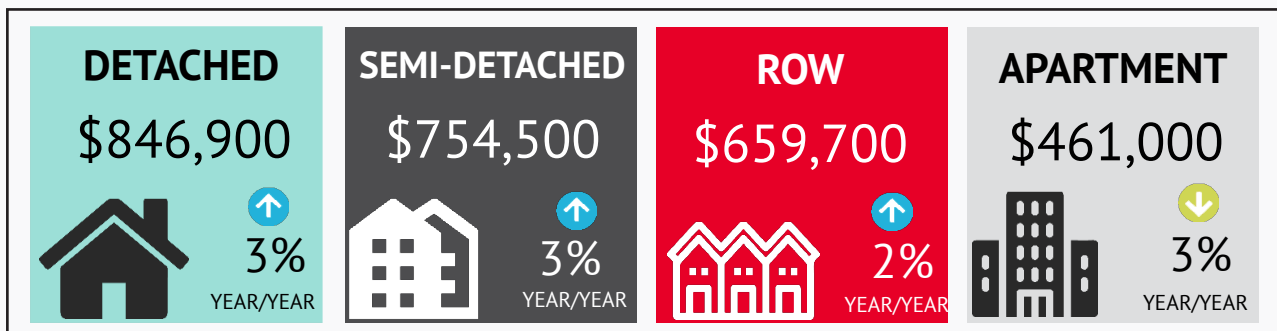 DETACHED
$846,900
3%
YEAR/YEAR
SEMI-DETACHED
$754,500
3%
YEAR/YEAR
ROW
$659,700
2%
YEAR/YEAR
APARTMENT
$461,000
3%
YEAR/YEAR